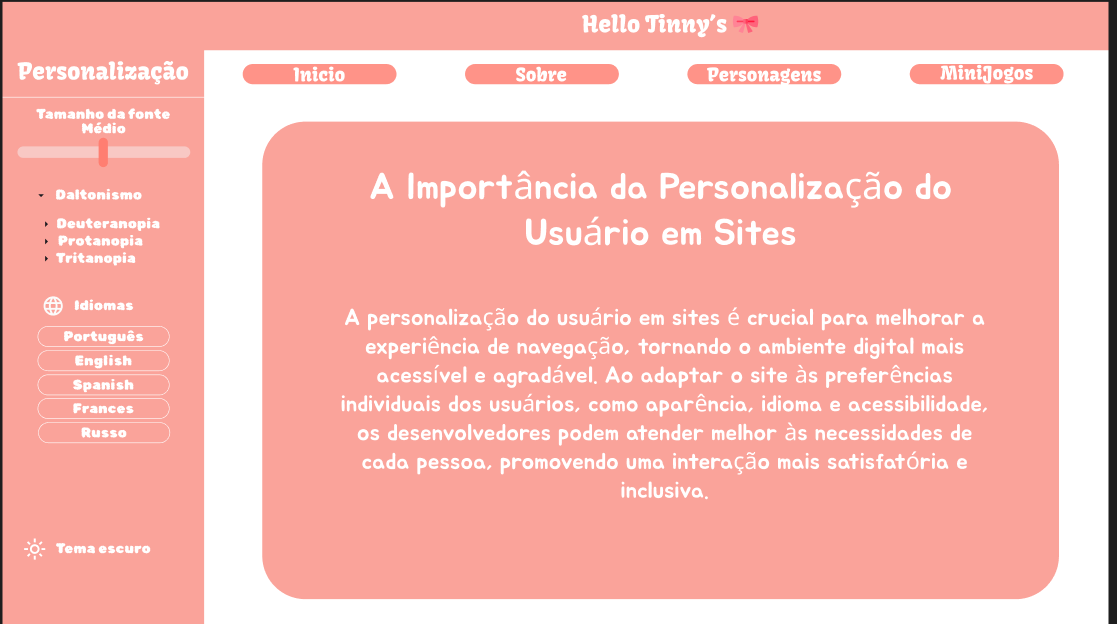 Hello Tinny's 🎀
Personalização
Tamanho da fonte
Médio
Daltonismo
Deuteranopia
Protanopia
Tritanopia
Idiomas
Português
English
Spanish
Frances
Russo
Tema escuro
Inicio
Sobre
Personagens
MiniJogos
A Importância da Personalização do
Usuário em Sites
A personalização do usuário em sites é crucial para melhorar a
experiência de navegação, tornando o ambiente digital mais
acessível e agradável. Ao adaptar o site às preferências
individuais dos usuários, como aparência, idioma e acessibilidade,
os desenvolvedores podem atender melhor às necessidades de
cada pessoa, promovendo uma interação mais satisfatória e
inclusiva.